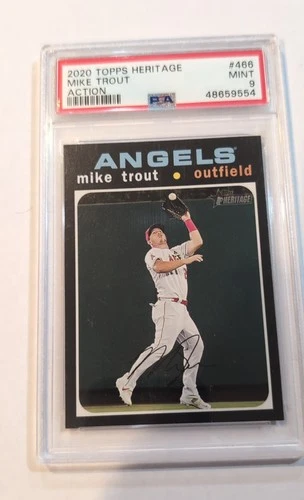 2020 TOPPS HERITAGE #466
MIKE TROUT MINT
ACTION PSA 9
48659554
ANGELS
mike trout • outfield
Topps
HERITAGE